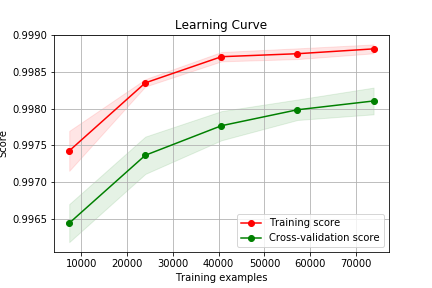 Learning Curve
0.9990
0.9985
0.9980
0.9975
0.9970
0.9965
Score
10000 20000 30000 40000 50000 60000 70000
Training examples
Training score
Cross-validation score